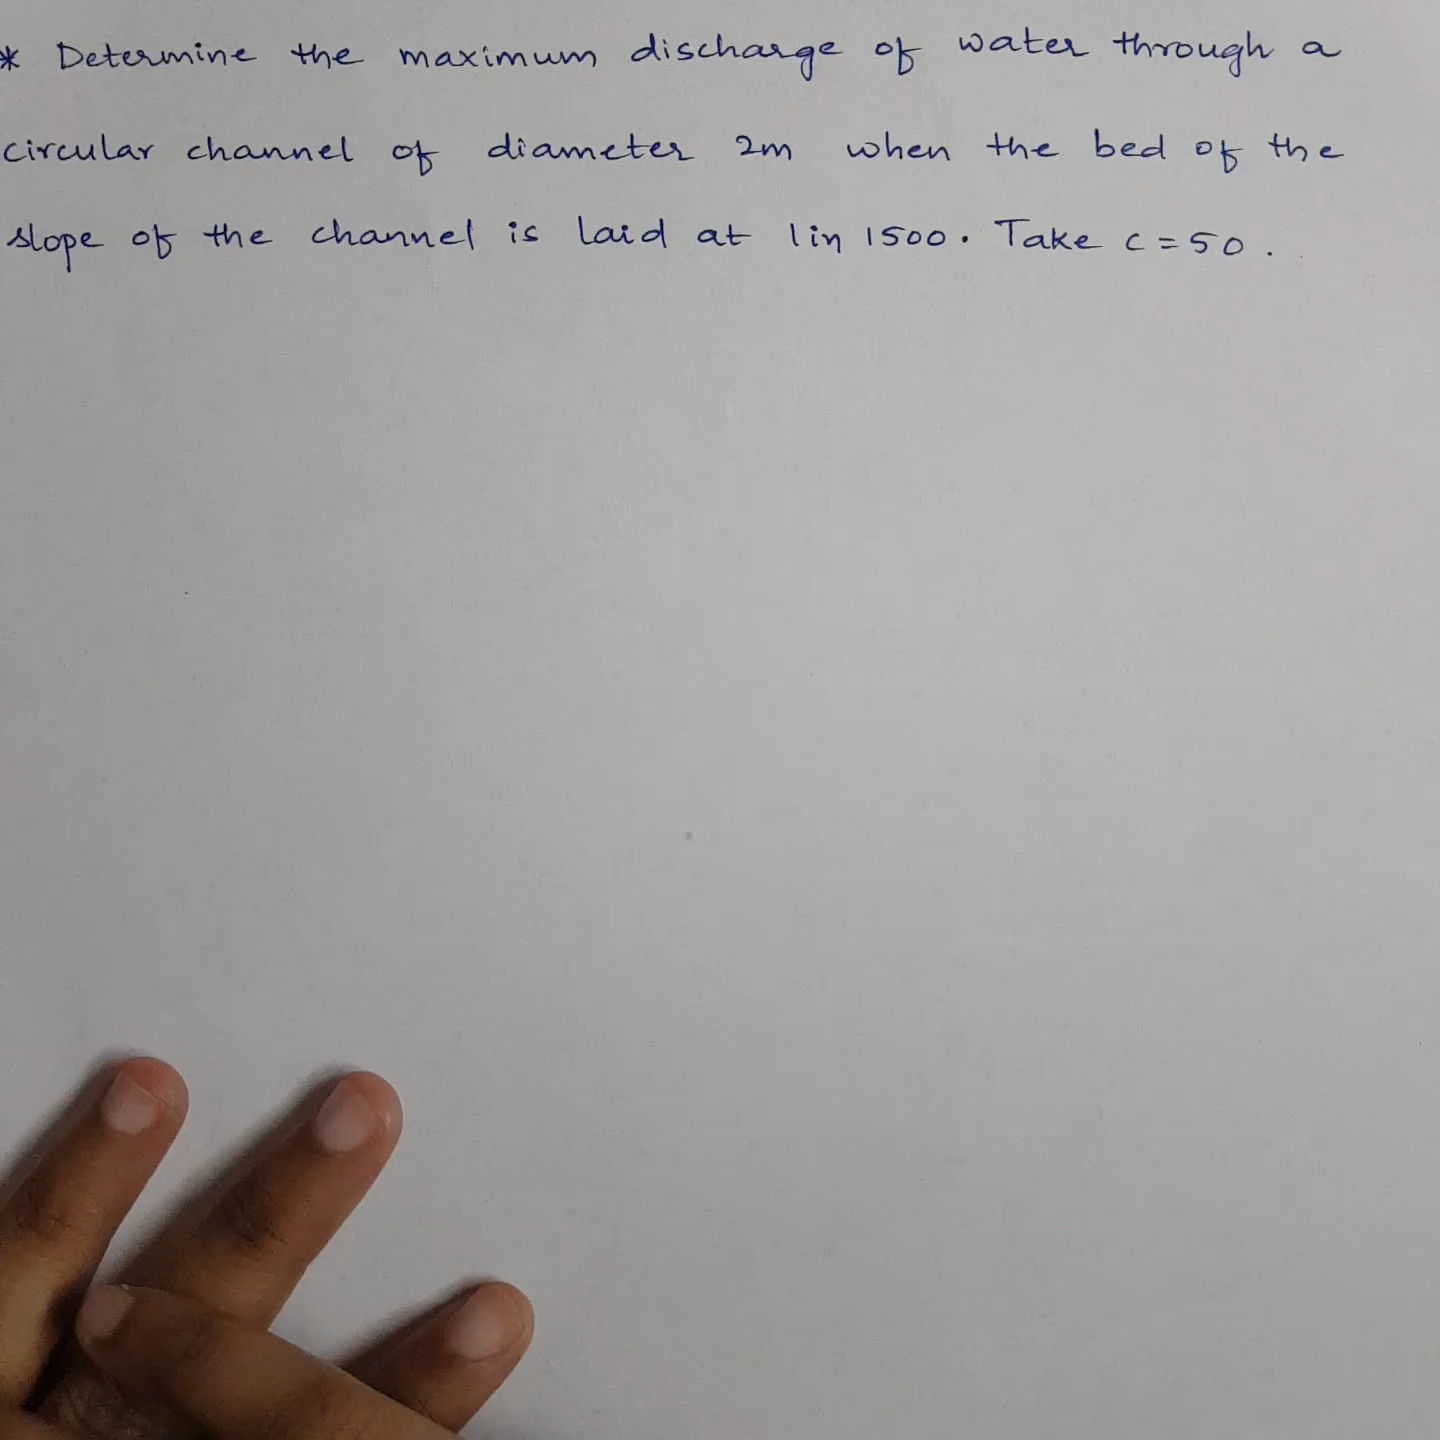 * Determine the maximum discharge of water through a
circular channel of diameter 2m when the bed of the
slope of the channel is laid at 1 in 1500. Take c = 50.